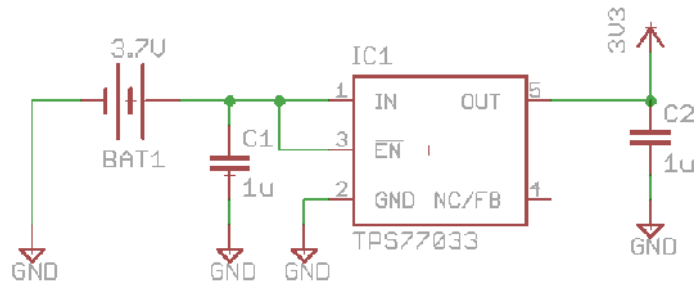 3.7V
BAT1
C1
1u
IC1
1 IN OUT 5
3 EN
2 GND NC/FB 4
TPS77033
3V3
C2
1u
GND
GND
GND
GND